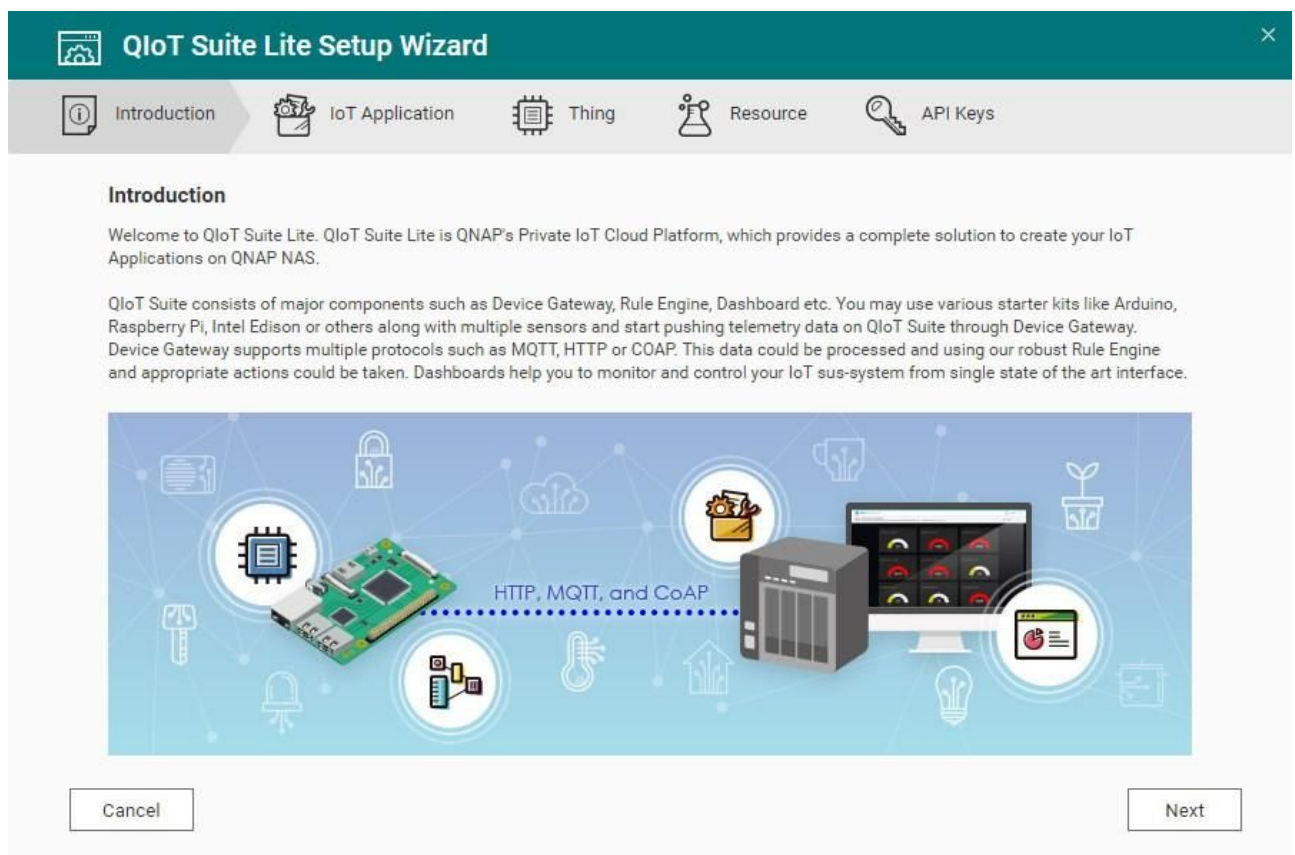 QIoT Suite Lite Setup Wizard
Introduction
IoT Application
Thing
Resource
API Keys
Introduction
Welcome to QIoT Suite Lite. QIoT Suite Lite is QNAP's Private IoT Cloud Platform, which provides a complete solution to create your IoT
Applications on QNAP NAS.
QIoT Suite consists of major components such as Device Gateway, Rule Engine, Dashboard etc. You may use various starter kits like Arduino,
Raspberry Pi, Intel Edison or others along with multiple sensors and start pushing telemetry data on QIoT Suite through Device Gateway.
Device Gateway supports multiple protocols such as MQTT, HTTP or COAP. This data could be processed and using our robust Rule Engine
and appropriate actions could be taken. Dashboards help you to monitor and control your IoT sus-system from single state of the art interface.
HTTP, MQTT, and CoAP
Cancel
Next